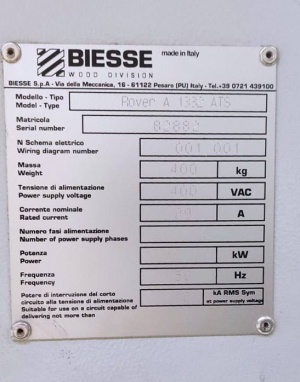 BIESSE made in Italy
WOOD DIVISION
BIESSE S.p.A - Via della Meccanica, 16 - 61122 Pesaro (PU) Italy - Tel.+39 0721 439100
Modello - Tipo
Model - Type
Rover A 1332 ATS
Matricola
Serial number
82882
N Schema elettrico
Wiring diagram number
001 001
Massa
Weight
400 kg
Tensione di alimentazione
Power supply voltage
400 VAC
Corrente nominale
Rated current
A
Numero fasi alimentazione
Number of power supply phases
Potenza
Power
kW
Frequenza
Frequency
Hz
Potere di interruzione del corto
circuito alla tensione di alimentazione
Suitable for use on a circuit capable of
delivering not more than
kA RMS Sym
at power supply voltage